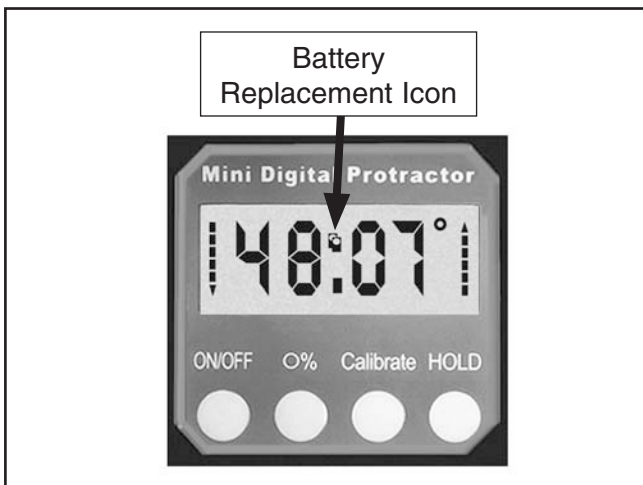 Battery
Replacement Icon
Mini Digital Protractor
48.07°
ON/OFF O% Calibrate HOLD